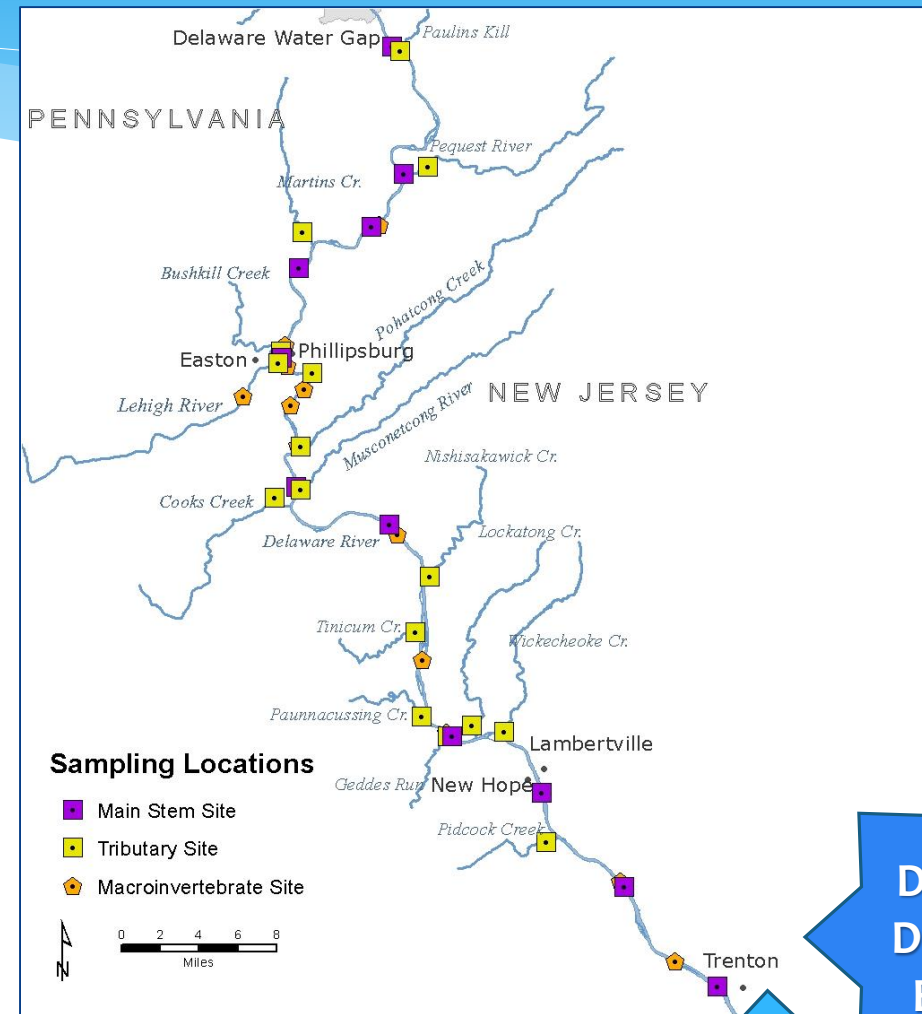 Delaware Water Gap
Paulins Kill
PENNSYLVANIA
Pequest River
Martins Cr.
Bushkill Creek
Pohatcong Creek
Easton
Phillipsburg
NEW JERSEY
Lehigh River
Musconetcong River
Nishisakawick Cr.
Cooks Creek
Lockatong Cr.
Delaware River
Tinicum Cr.
Wickecheoke Cr.
Paunnacussing Cr.
Lambertville
Sampling Locations
Geddes Run
New Hope
Main Stem Site
Pidcock Creek
Tributary Site
Macroinvertebrate Site
0 2 4 6 8
Miles
N
Trenton
D
D